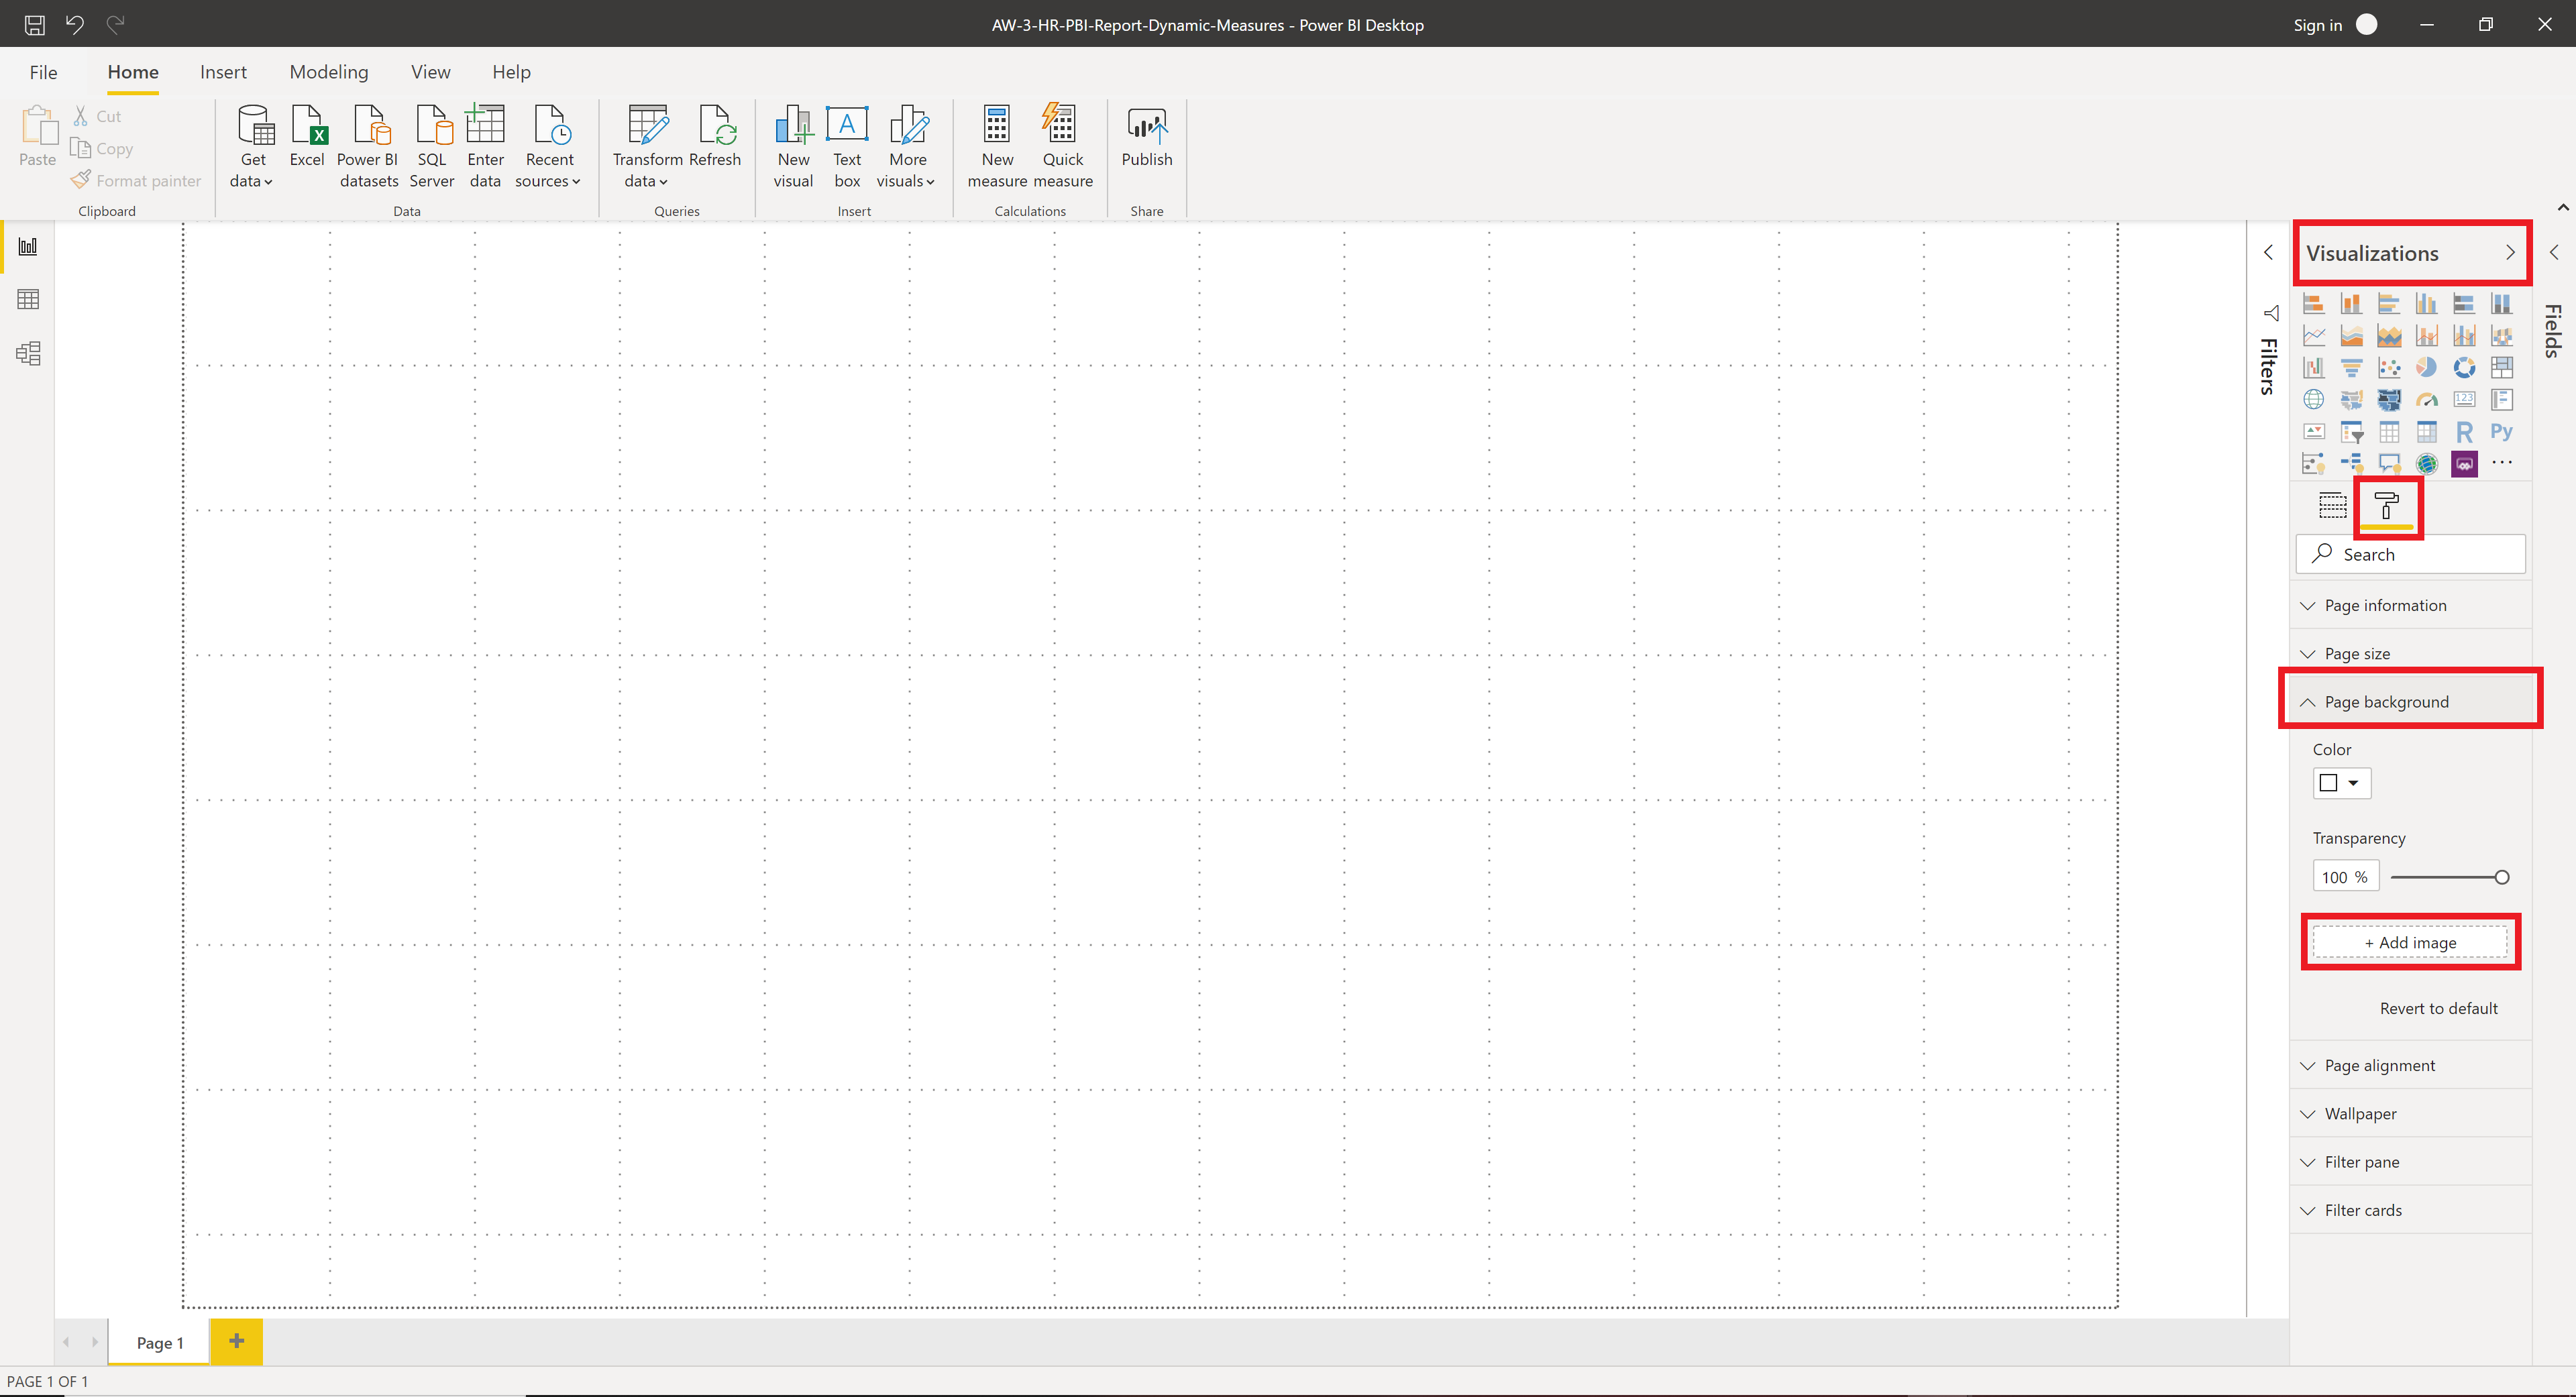 AW-3-HR-PBI-Report-Dynamic-Measures - Power BI Desktop
Sign in
File Home Insert Modeling View Help
Paste
Cut
Copy
Format painter
Clipboard
Get data
Excel
Power BI datasets
SQL Server
Enter data
Recent sources
Data
Transform data
Refresh
Queries
New visual
Text box
More visuals
Insert
New measure
Quick measure
Calculations
Publish
Share
Filters
Visualizations
Fields
123
R Py
Search
Page information
Page size
Page background
Color
Transparency
100 %
+ Add image
Revert to default
Page alignment
Wallpaper
Filter pane
Filter cards
Page 1
PAGE 1 OF 1